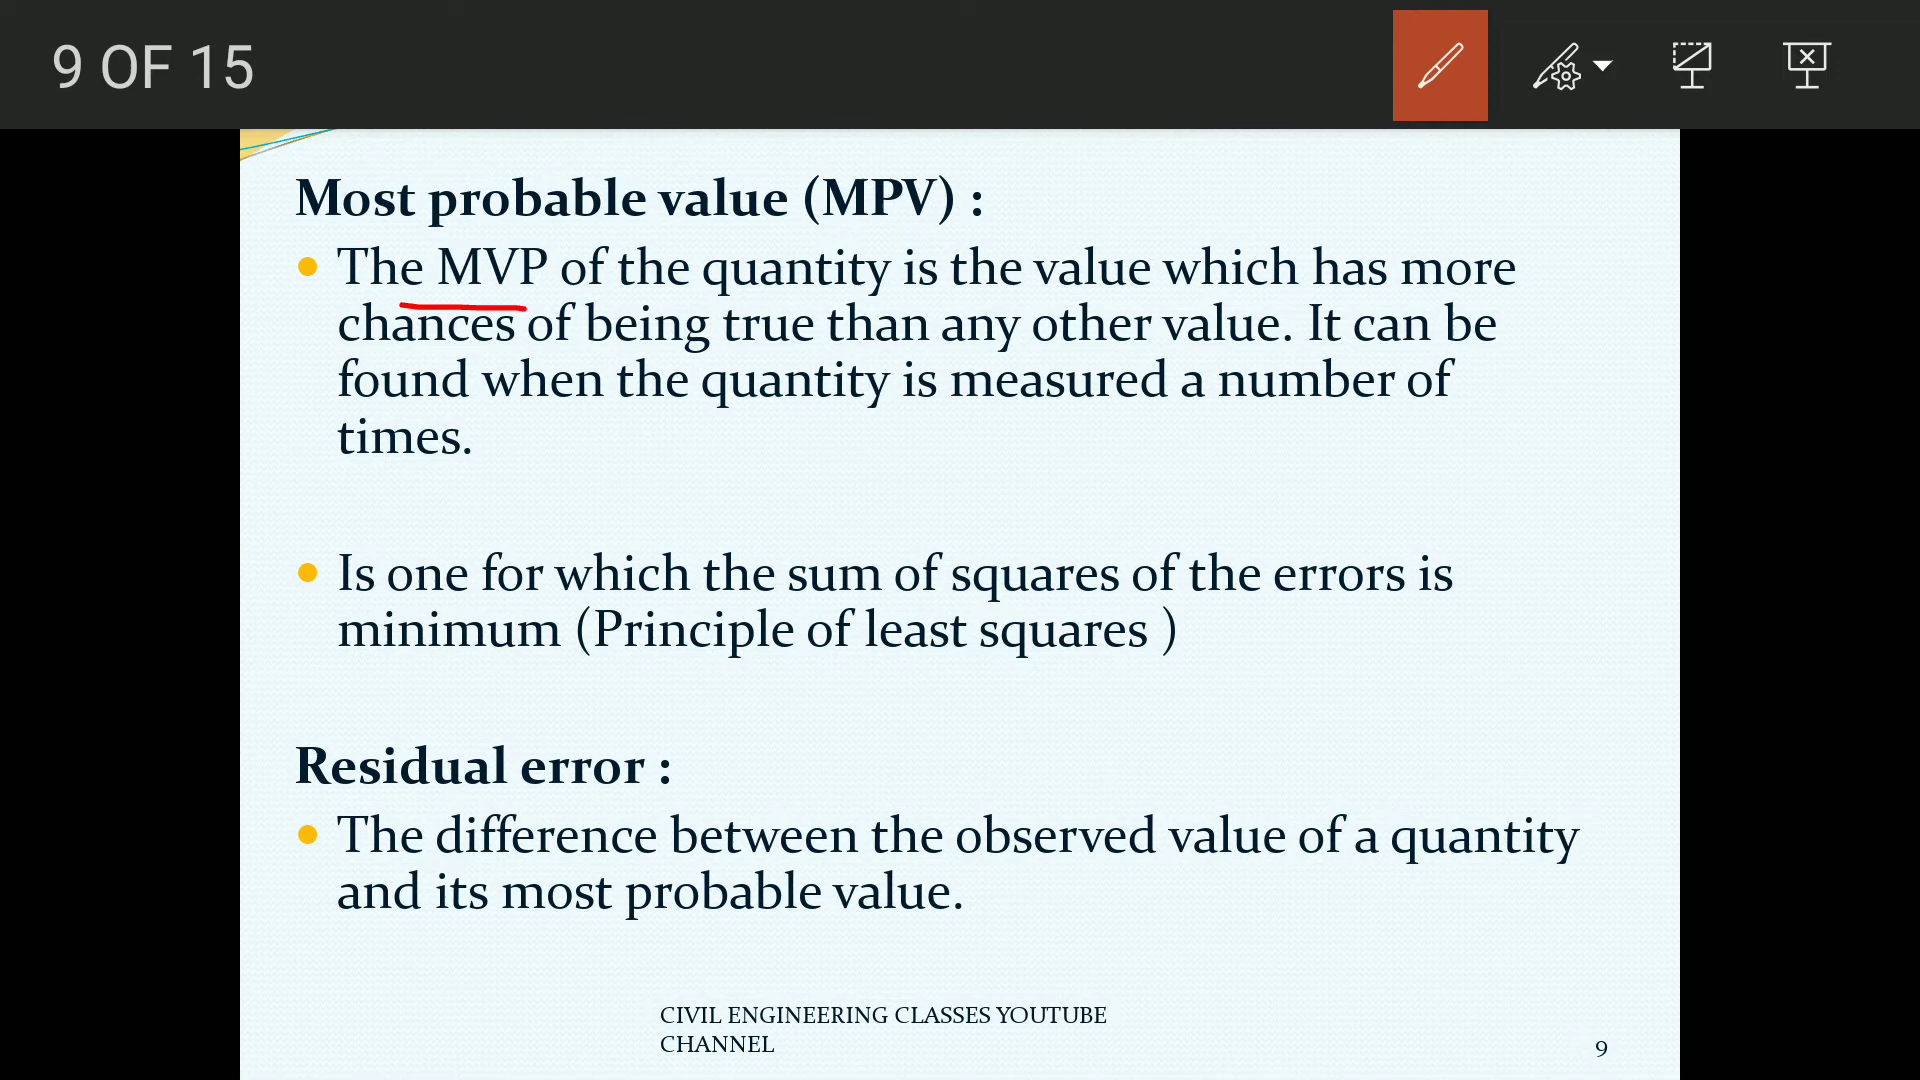 9 OF 15
Most probable value (MPV) :
The MVP of the quantity is the value which has more
chances of being true than any other value. It can be
found when the quantity is measured a number of
times.
Is one for which the sum of squares of the errors is
minimum (Principle of least squares )
Residual error :
The difference between the observed value of a quantity
and its most probable value.
CIVIL ENGINEERING CLASSES YOUTUBE
CHANNEL
9